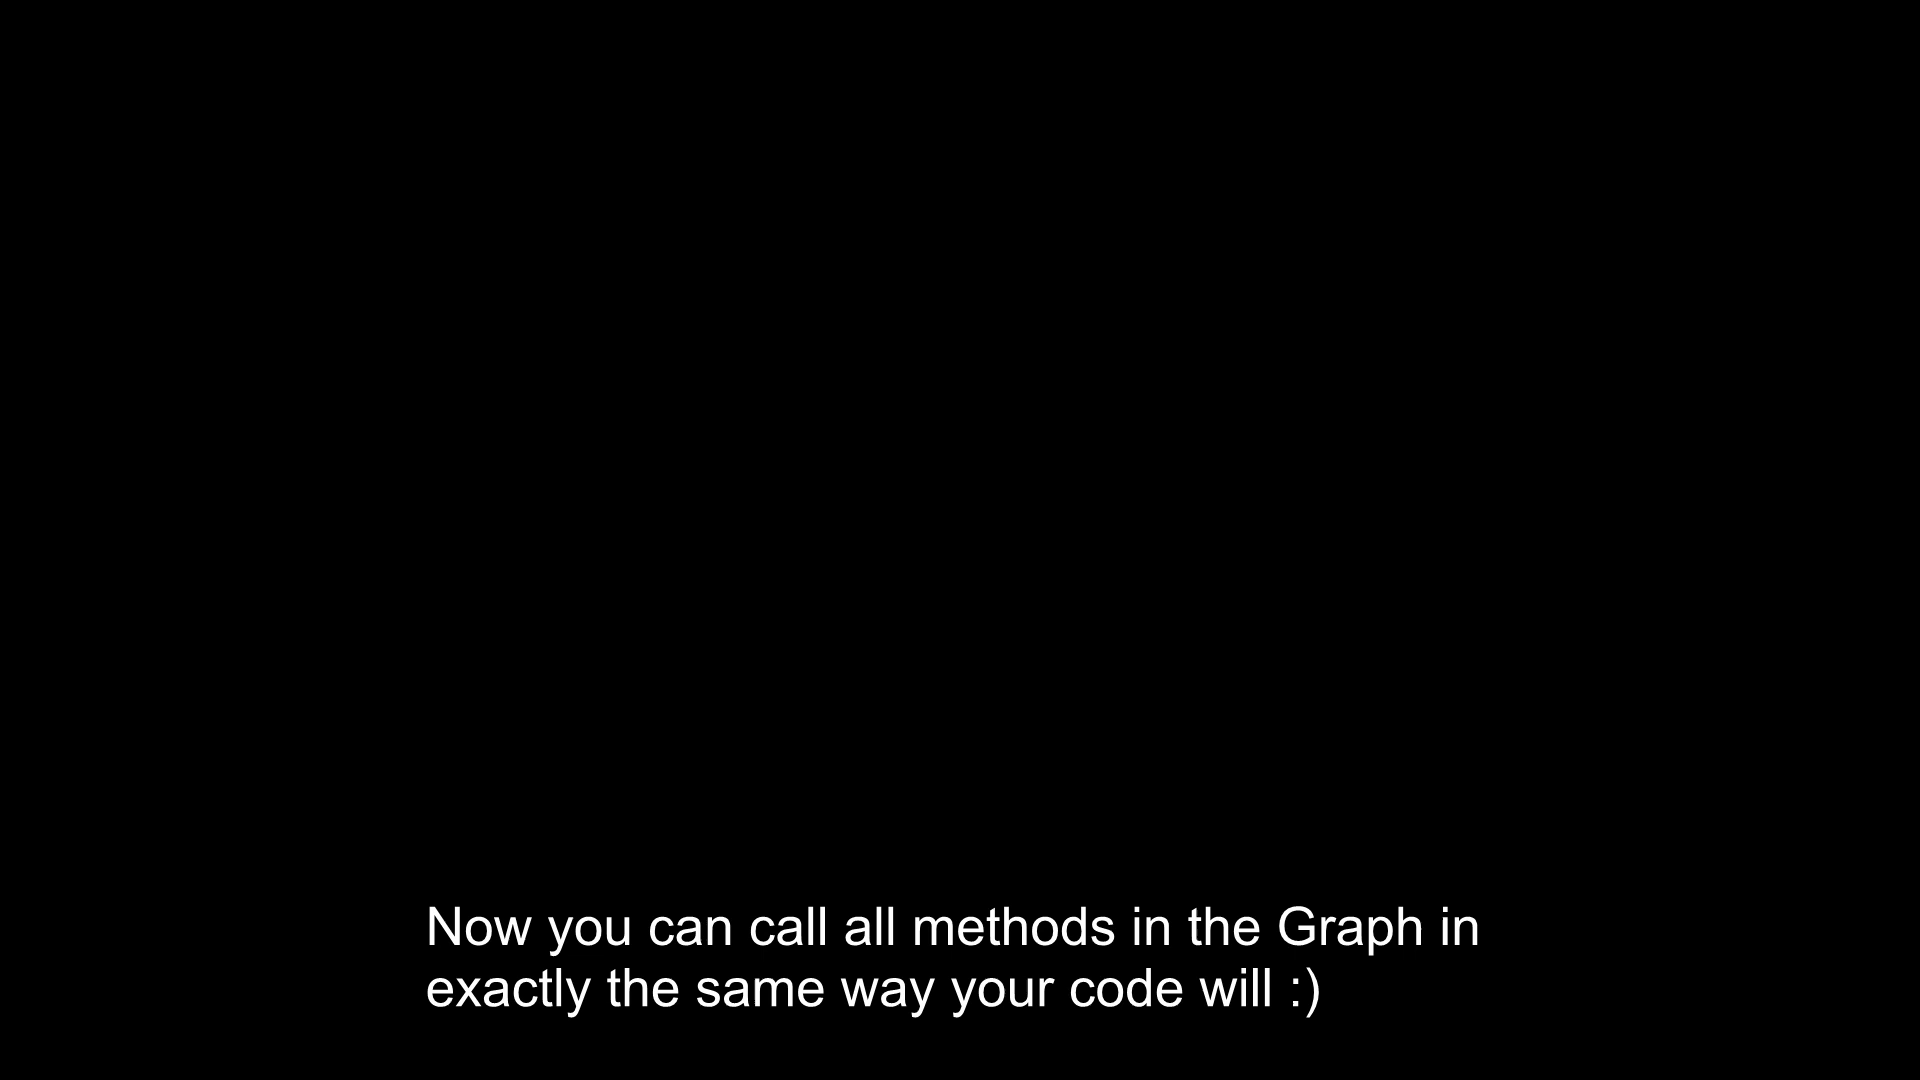 Now you can call all methods in the Graph in
exactly the same way your code will :)